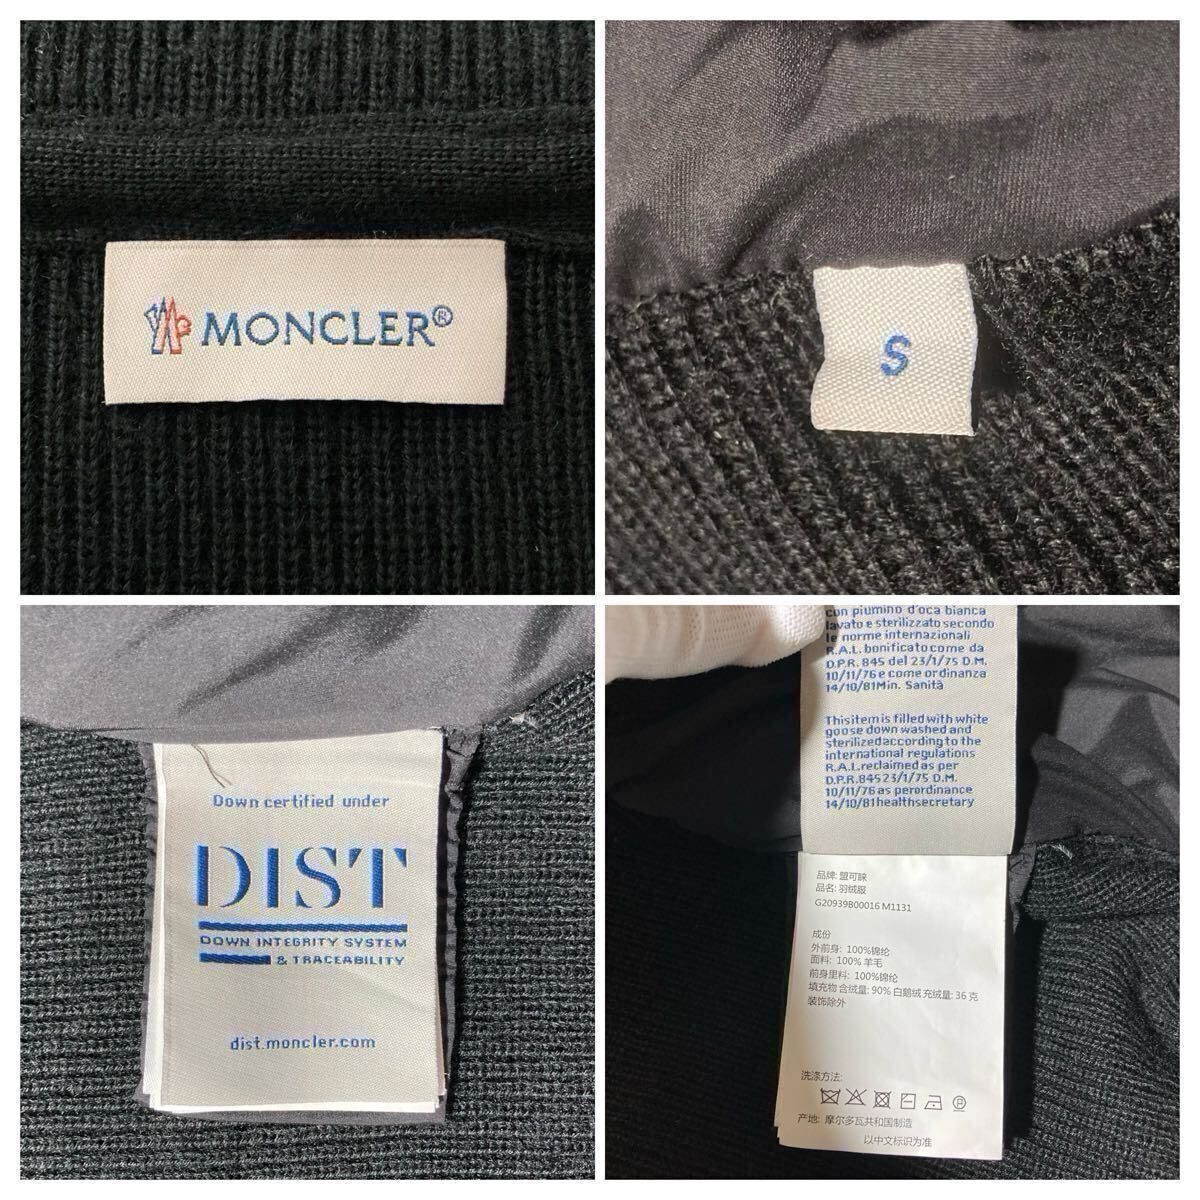 MONCLER®
S
Down certified under
DIST
DOWN INTEGRITY SYSTEM
& TRACEABILITY
dist.moncler.com
con piumino d'oca bianca
lavato e sterilizzato secondo
le norme internazionali
R.A.L. bonificato come da
D.P.R. 845 del 23/1/75 D.M.
10/11/76 e come ordinanza
14/10/81 Min. Sanità
This item is filled with white
goose down washed and
sterilized according to the
international regulations
R.A.L. reclaimed as per
D.P.R. 845 23/1/75 D.M.
10/11/76 as per ordinance
14/10/81 health secretary
品牌: 盟可睐
品名: 羽绒服
G20939B00016 M1131
成份
外前身: 100%锦纶
面料: 100% 羊毛
前身里料: 100%锦纶
填充物 含绒量: 90% 白鹅绒 充绒量: 36 克
装饰除外
洗涤方法:
产地: 摩尔多瓦共和国制造
以中文标识为准